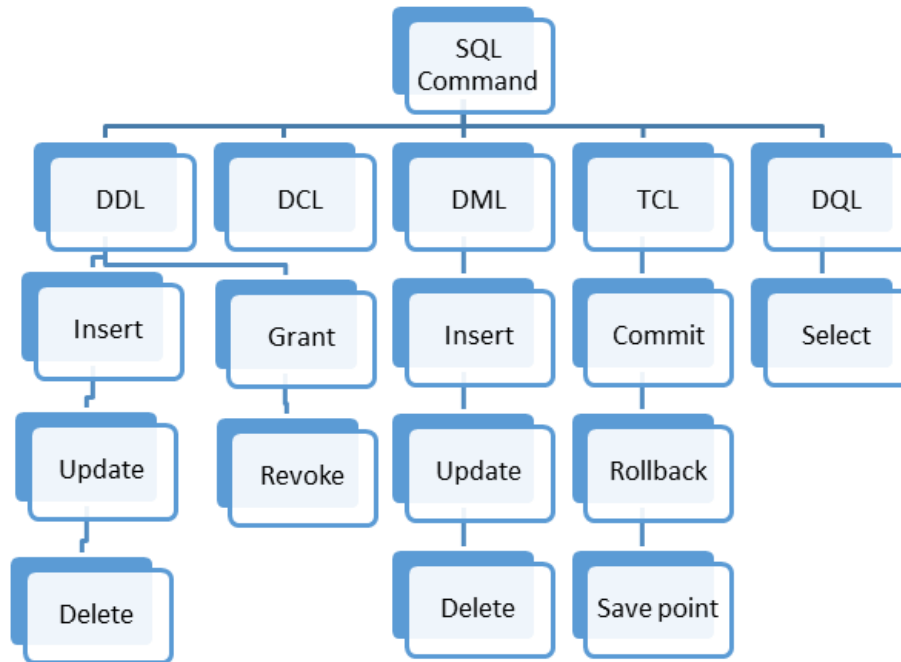 SQL
Command
DDL
DCL
DML
TCL
DQL
Insert
Grant
Insert
Commit
Select
Update
Revoke
Update
Rollback
Delete
Delete
Save point